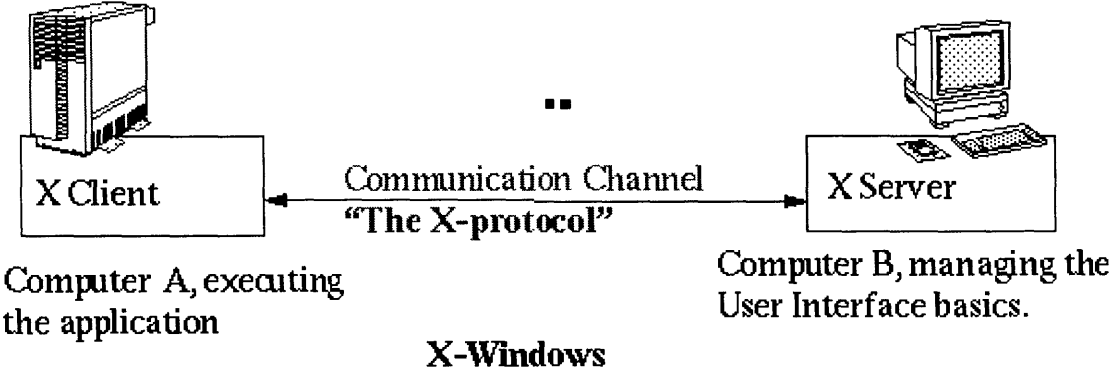 X Client
Communication Channel
“The X-protocol”
X Server
Computer A, executing
the application
Computer B, managing the
User Interface basics.
X-Windows